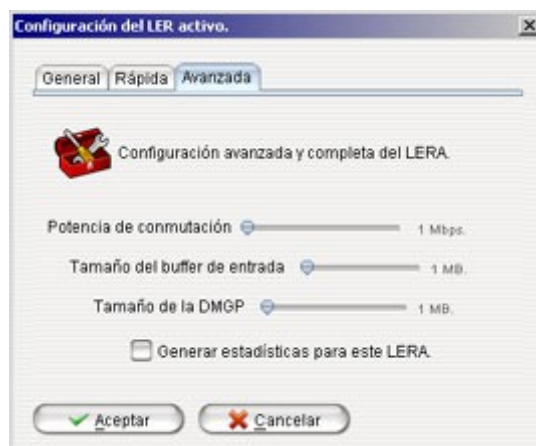 Configuración del LER activo.
General Rápida Avanzada
Configuración avanzada y completa del LERA.
Potencia de conmutación 1 Mbps.
Tamaño del buffer de entrada 1 MB.
Tamaño de la DMGP 1 MB.
Generar estadísticas para este LERA.
Aceptar Cancelar